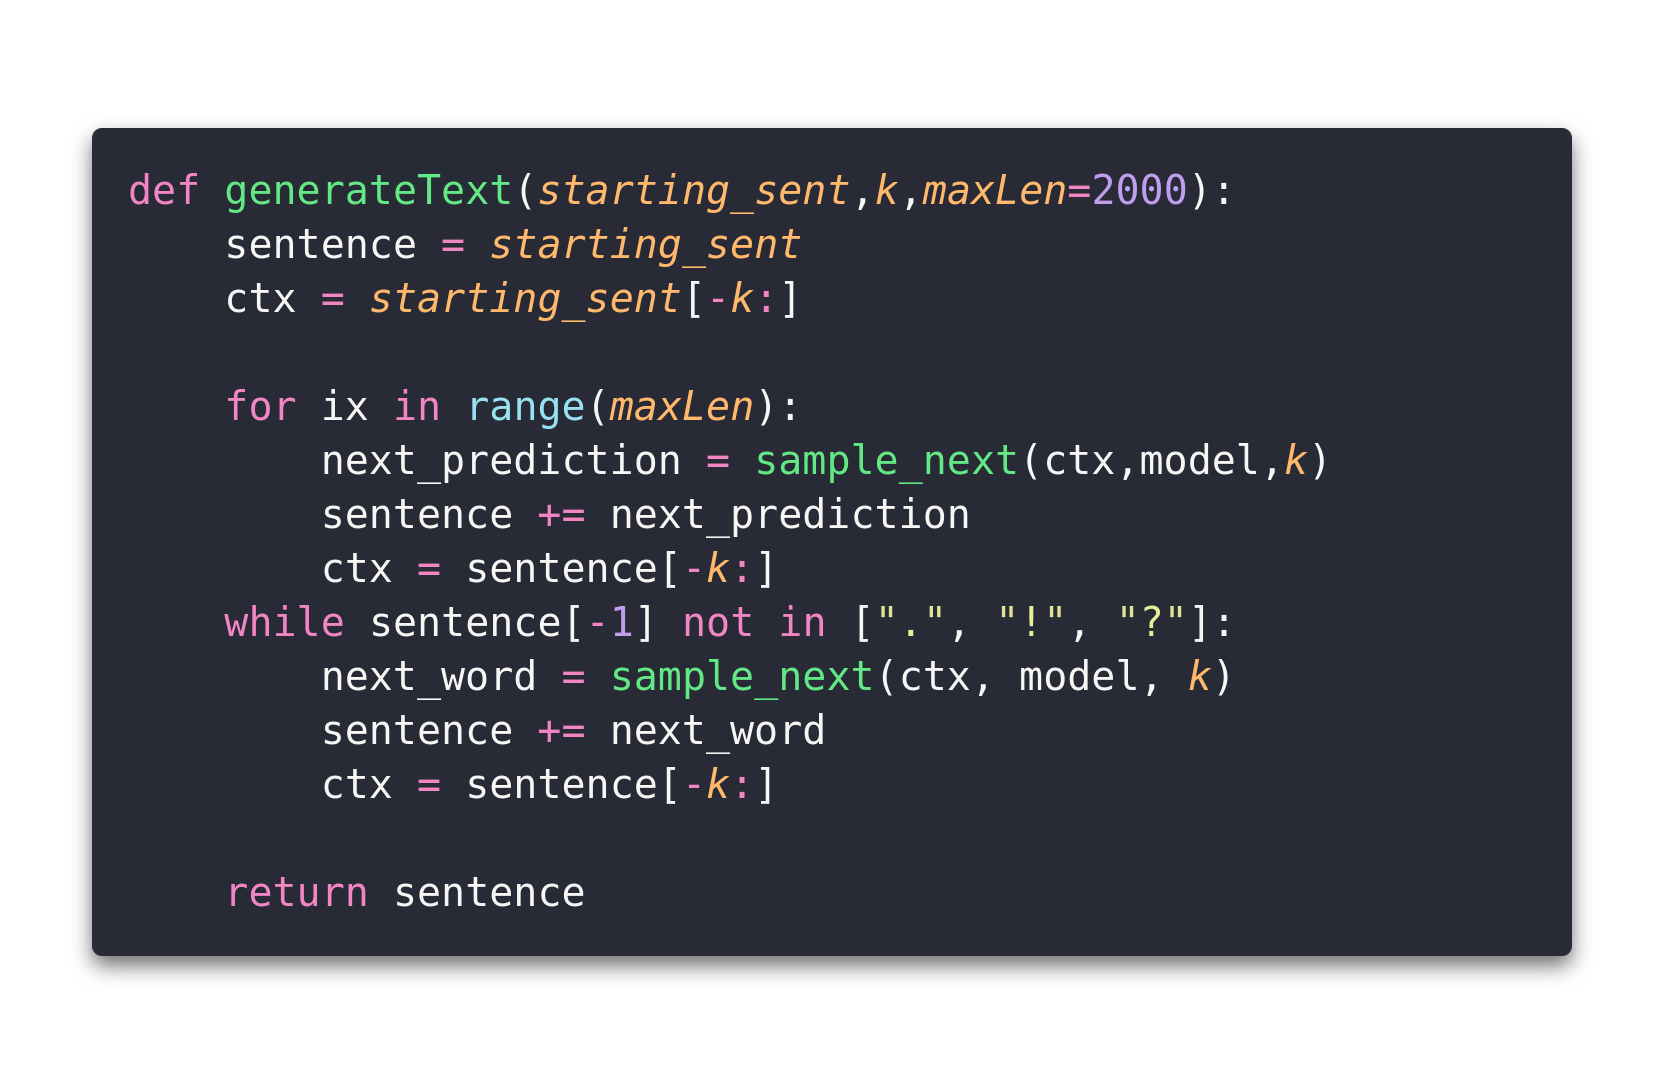 def generateText(starting_sent,k,maxLen=2000):
    sentence = starting_sent
    ctx = starting_sent[-k:]

    for ix in range(maxLen):
        next_prediction = sample_next(ctx,model,k)
        sentence += next_prediction
        ctx = sentence[-k:]
    while sentence[-1] not in [".", "!", "?"]:
        next_word = sample_next(ctx, model, k)
        sentence += next_word
        ctx = sentence[-k:]

    return sentence